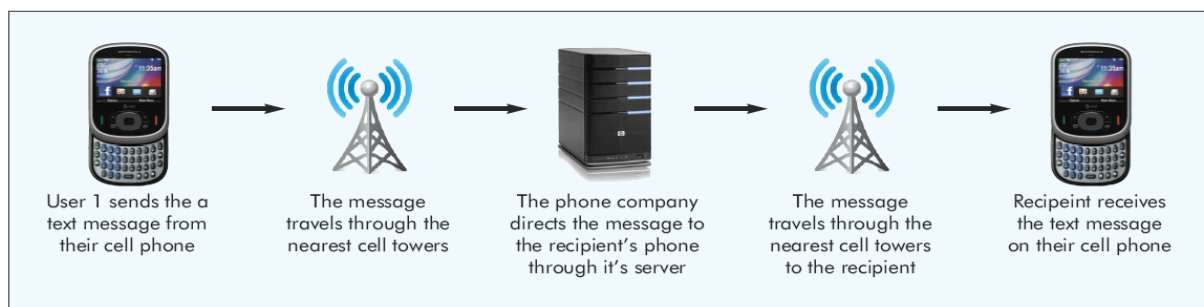 User 1 sends the a
text message from
their cell phone
The message
travels through the
nearest cell towers
The phone company
directs the message to
the recipient's phone
through it's server
The message
travels through the
nearest cell towers
to the recipient
Recipeint receives
the text message
on their cell phone